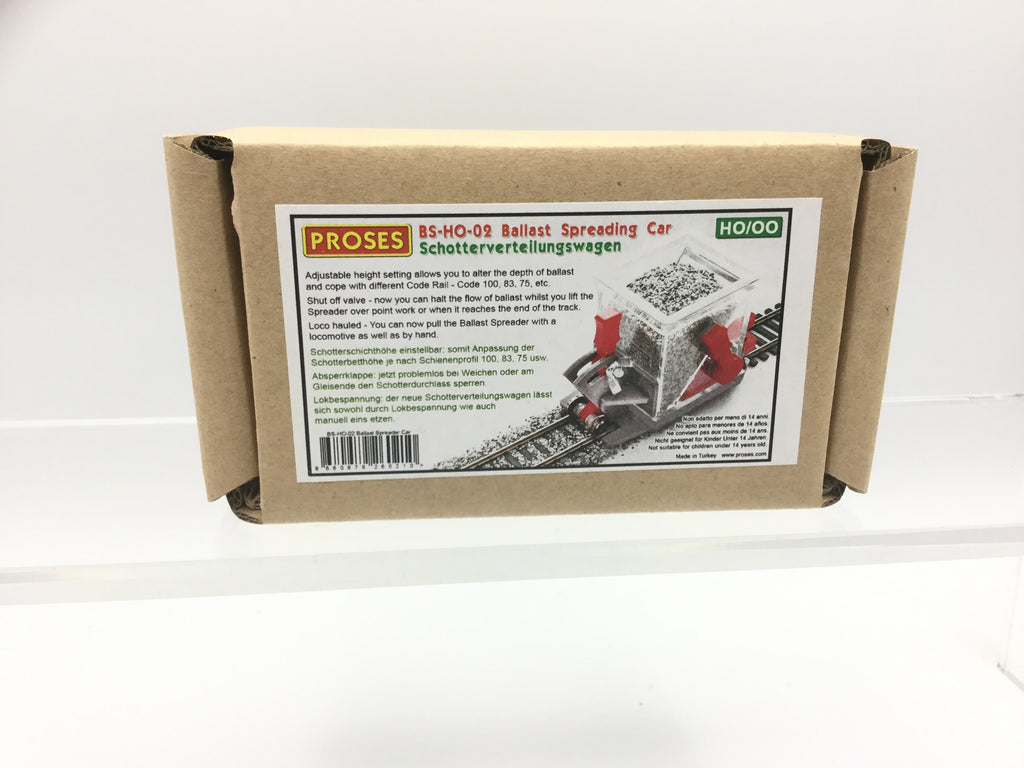 PROSES
BS-HO-02 Ballast Spreading Car
Schotterverteilungswagen
HO/OO
Adjustable height setting allows you to alter the depth of ballast
and cope with different Code Rail - Code 100, 83, 75, etc.
Shut off valve - now you can halt the flow of ballast whilst you lift the
Spreader over point work or when it reaches the end of the track.
Loco hauled - You can now pull the Ballast Spreader with a
locomotive as well as by hand.
Schotterschichthöhe einstellbar: somit Anpassung der
Schotterbetthöhe je nach Schienenprofil 100, 83, 75 usw.
Absperrklappe: jetzt problemlos bei Weichen oder am
Gleisende den Schotterdurchlass sperren.
Lokbespannung: der neue Schotterverteilungswagen lässt
sich sowohl durch Lokbespannung wie auch
manuell eins etzen.
BS-HO-02 Ballast Spreader Car
8 680979 260210
Non adatto per meno di 14 anni.
No apto para menores de 14 años.
Ne convient pas aux moins de 14 ans.
Nicht geeignet für Kinder Unter 14 Jahren.
Not suitable for children under 14 years old.
Made in Turkey www.proses.com